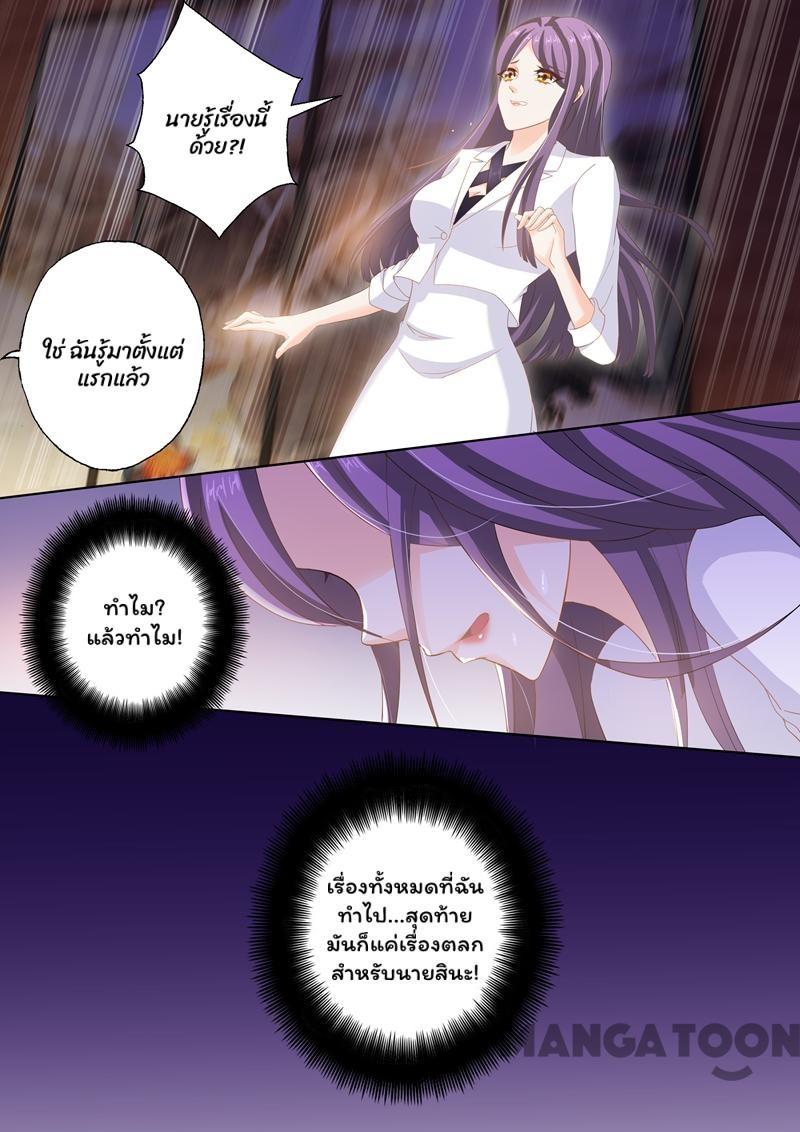 นายรู้เรื่องนี้
ด้วย?!
ใช่ ฉันรู้มาตั้งแต่
แรกแล้ว
ทำไม?
แล้วทำไม!
เรื่องทั้งหมดที่ฉัน
ทำไป...สุดท้าย
มันก็แค่เรื่องตลก
สำหรับนายสินะ!
MANGATOON